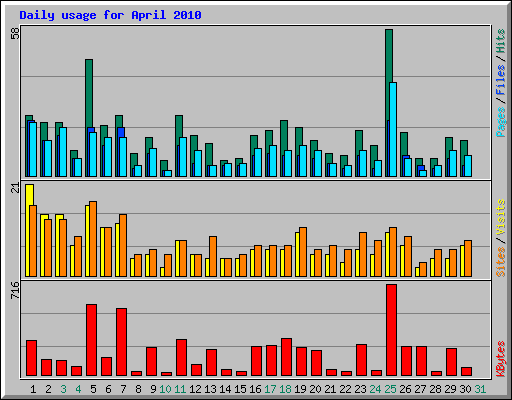 Daily usage for April 2010
58
Pages / Files / Hits
21
Sites / Visits
716
KBytes
1 2 3 4 5 6 7 8 9 10 11 12 13 14 15 16 17 18 19 20 21 22 23 24 25 26 27 28 29 30 31